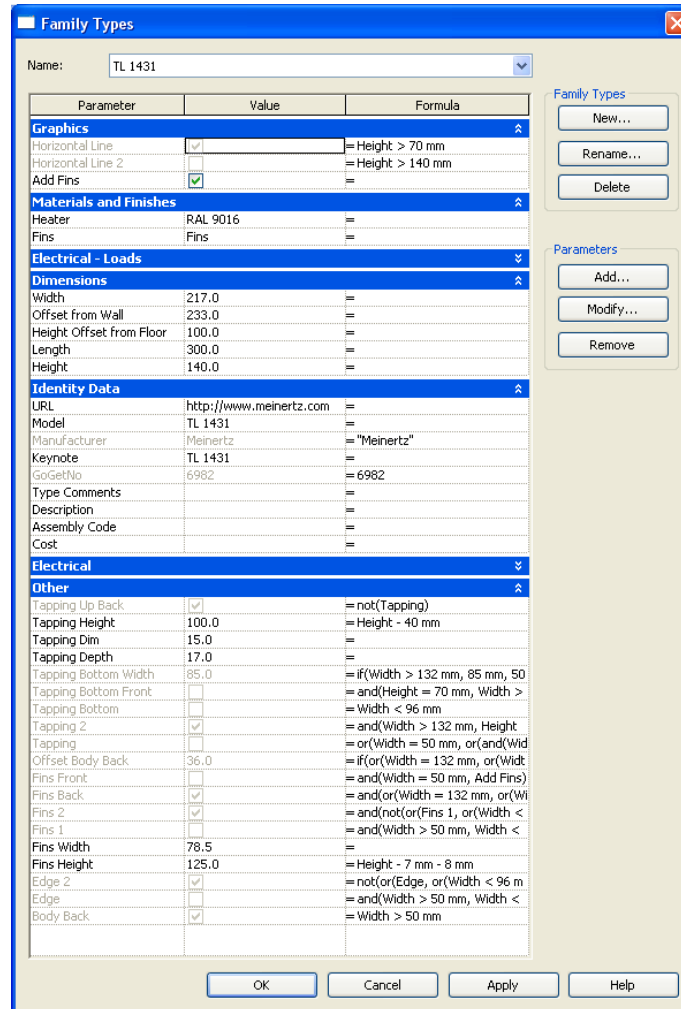 Family Types
Name: TL 1431
Parameter Value Formula
Graphics
Horizontal Line = Height > 70 mm
Horizontal Line 2 = Height > 140 mm
Add Fins =
Materials and Finishes
Heater RAL 9016 =
Fins Fins =
Electrical - Loads
Dimensions
Width 217.0 =
Offset from Wall 233.0 =
Height Offset from Floor 100.0 =
Length 300.0 =
Height 140.0 =
Identity Data
URL http://www.meinertz.com =
Model TL 1431 =
Manufacturer Meinertz = "Meinertz"
Keynote TL 1431 =
GoGetNo 6982 = 6982
Type Comments =
Description =
Assembly Code =
Cost =
Electrical
Other
Tapping Up Back = not(Tapping)
Tapping Height 100.0 = Height - 40 mm
Tapping Dim 15.0 =
Tapping Depth 17.0 =
Tapping Bottom Width 85.0 = if(Width > 132 mm, 85 mm, 50
Tapping Bottom Front = and(Height = 70 mm, Width >
Tapping Bottom = Width < 96 mm
Tapping 2 = and(Width > 132 mm, Height
Tapping = or(Width = 50 mm, or(and(Wid
Offset Body Back 36.0 = if(or(Width = 132 mm, or(Widt
Fins Front = and(Width = 50 mm, Add Fins)
Fins Back = and(or(Width = 132 mm, or(Wi
Fins 2 = and(not(or(Fins 1, or(Width <
Fins 1 = and(Width > 50 mm, Width <
Fins Width 78.5 =
Fins Height 125.0 = Height - 7 mm - 8 mm
Edge 2 = not(or(Edge, or(Width < 96 m
Edge = and(Width > 50 mm, Width <
Body Back = Width > 50 mm
Family Types
New...
Rename...
Delete
Parameters
Add...
Modify...
Remove
OK Cancel Apply Help